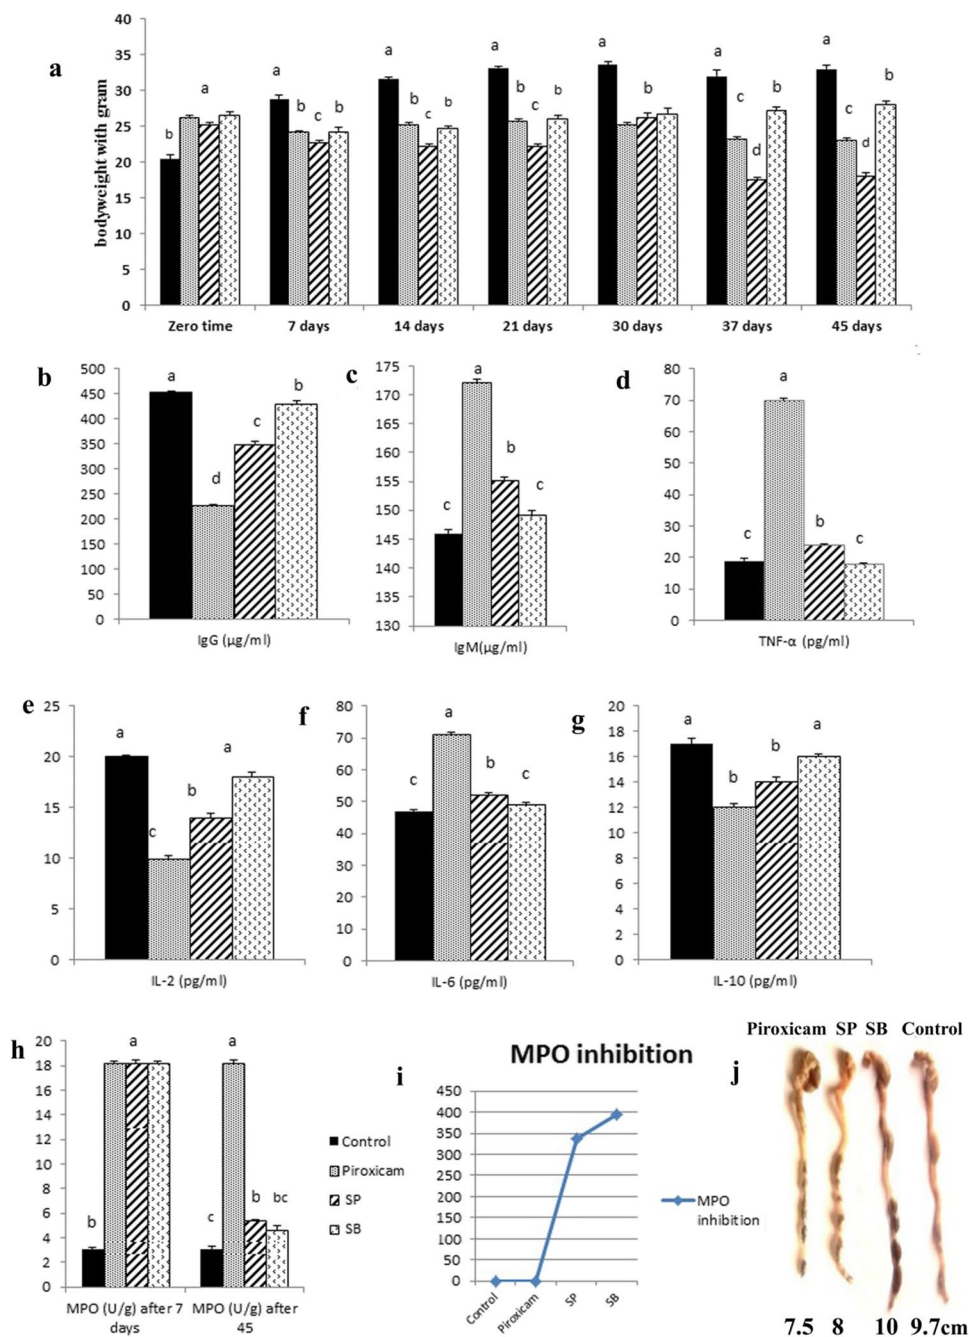 a
bodyweight with gram
40
35
30
25
20
15
10
5
0
b a
a b c b
a b c b
a b c b
a b
a c d b
a c d b
Zero time 7 days 14 days 21 days 30 days 37 days 45 days
b
500
450
400
350
300
250
200
150
100
50
0
a d c b
IgG (µg/ml)
c
175
170
165
160
155
150
145
140
135
130
c a b c
IgM(µg/ml)
d
80
70
60
50
40
30
20
10
0
c a b c
TNF-α (pg/ml)
e
25
20
15
10
5
0
a c b a
IL-2 (pg/ml)
f
80
70
60
50
40
30
20
10
0
c a b c
IL-6 (pg/ml)
g
20
18
16
14
12
10
8
6
4
2
0
a b b a
IL-10 (pg/ml)
h
20
18
16
14
12
10
8
6
4
2
0
b a c a b bc
MPO (U/g) after 7 days
MPO (U/g) after 45
Control
Piroxicam
SP
SB
i
MPO inhibition
450
400
350
300
250
200
150
100
50
0
Control Piroxicam SP SB
MPO
inhibition
j
Piroxicam SP SB Control
7.5 8 10 9.7cm